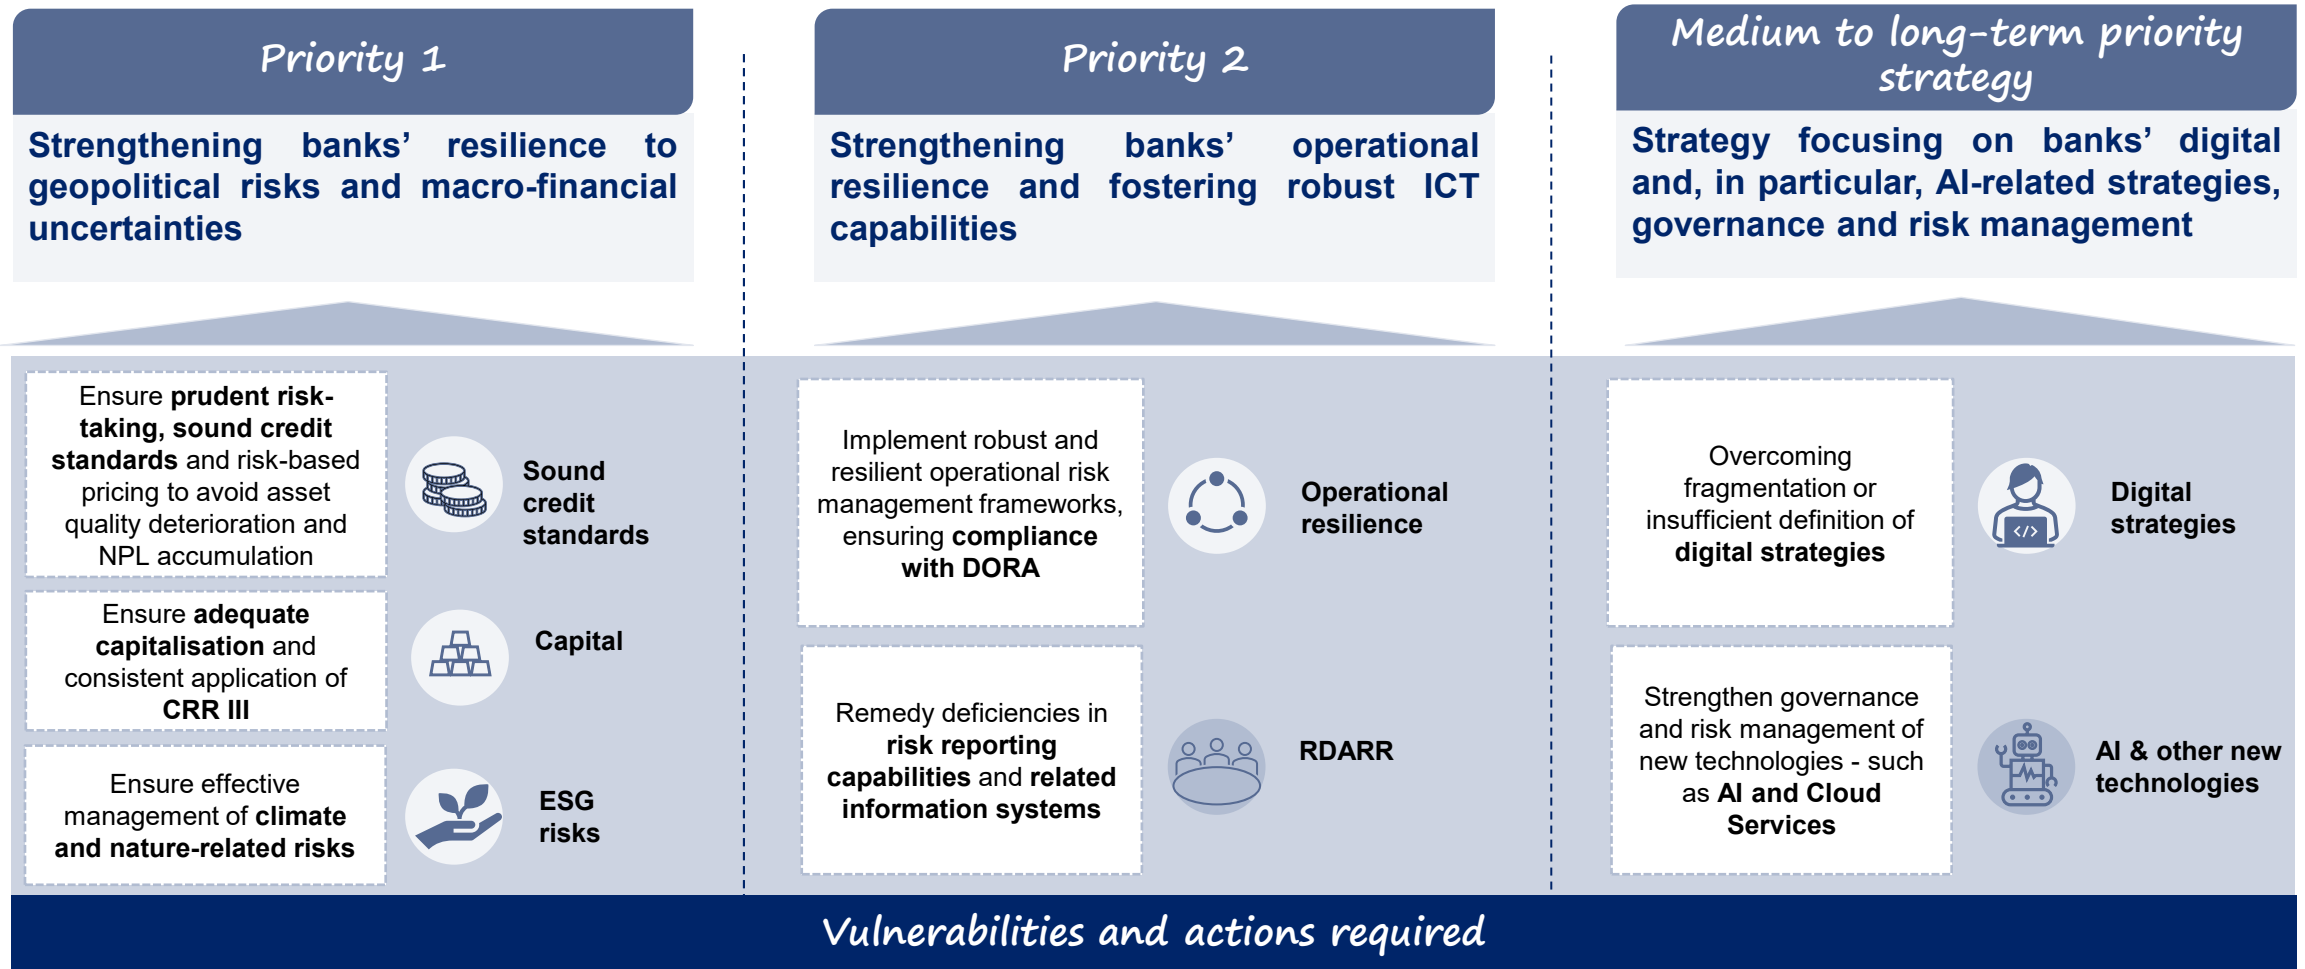 Priority 1
Strengthening banks’ resilience to
geopolitical risks and macro-financial
uncertainties
Ensure prudent risk-
taking, sound credit
standards and risk-based
pricing to avoid asset
quality deterioration and
NPL accumulation
Sound
credit
standards
Ensure adequate
capitalisation and
consistent application of
CRR III
Capital
Ensure effective
management of climate
and nature-related risks
ESG
risks
Priority 2
Strengthening banks’ operational
resilience and fostering robust ICT
capabilities
Implement robust and
resilient operational risk
management frameworks,
ensuring compliance
with DORA
Operational
resilience
Remedy deficiencies in
risk reporting
capabilities and related
information systems
RDARR
Medium to long-term priority
strategy
Strategy focusing on banks’ digital
and, in particular, AI-related strategies,
governance and risk management
Overcoming
fragmentation or
insufficient definition of
digital strategies
</>
Digital
strategies
Strengthen governance
and risk management of
new technologies - such
as AI and Cloud
Services
AI & other new
technologies
Vulnerabilities and actions required